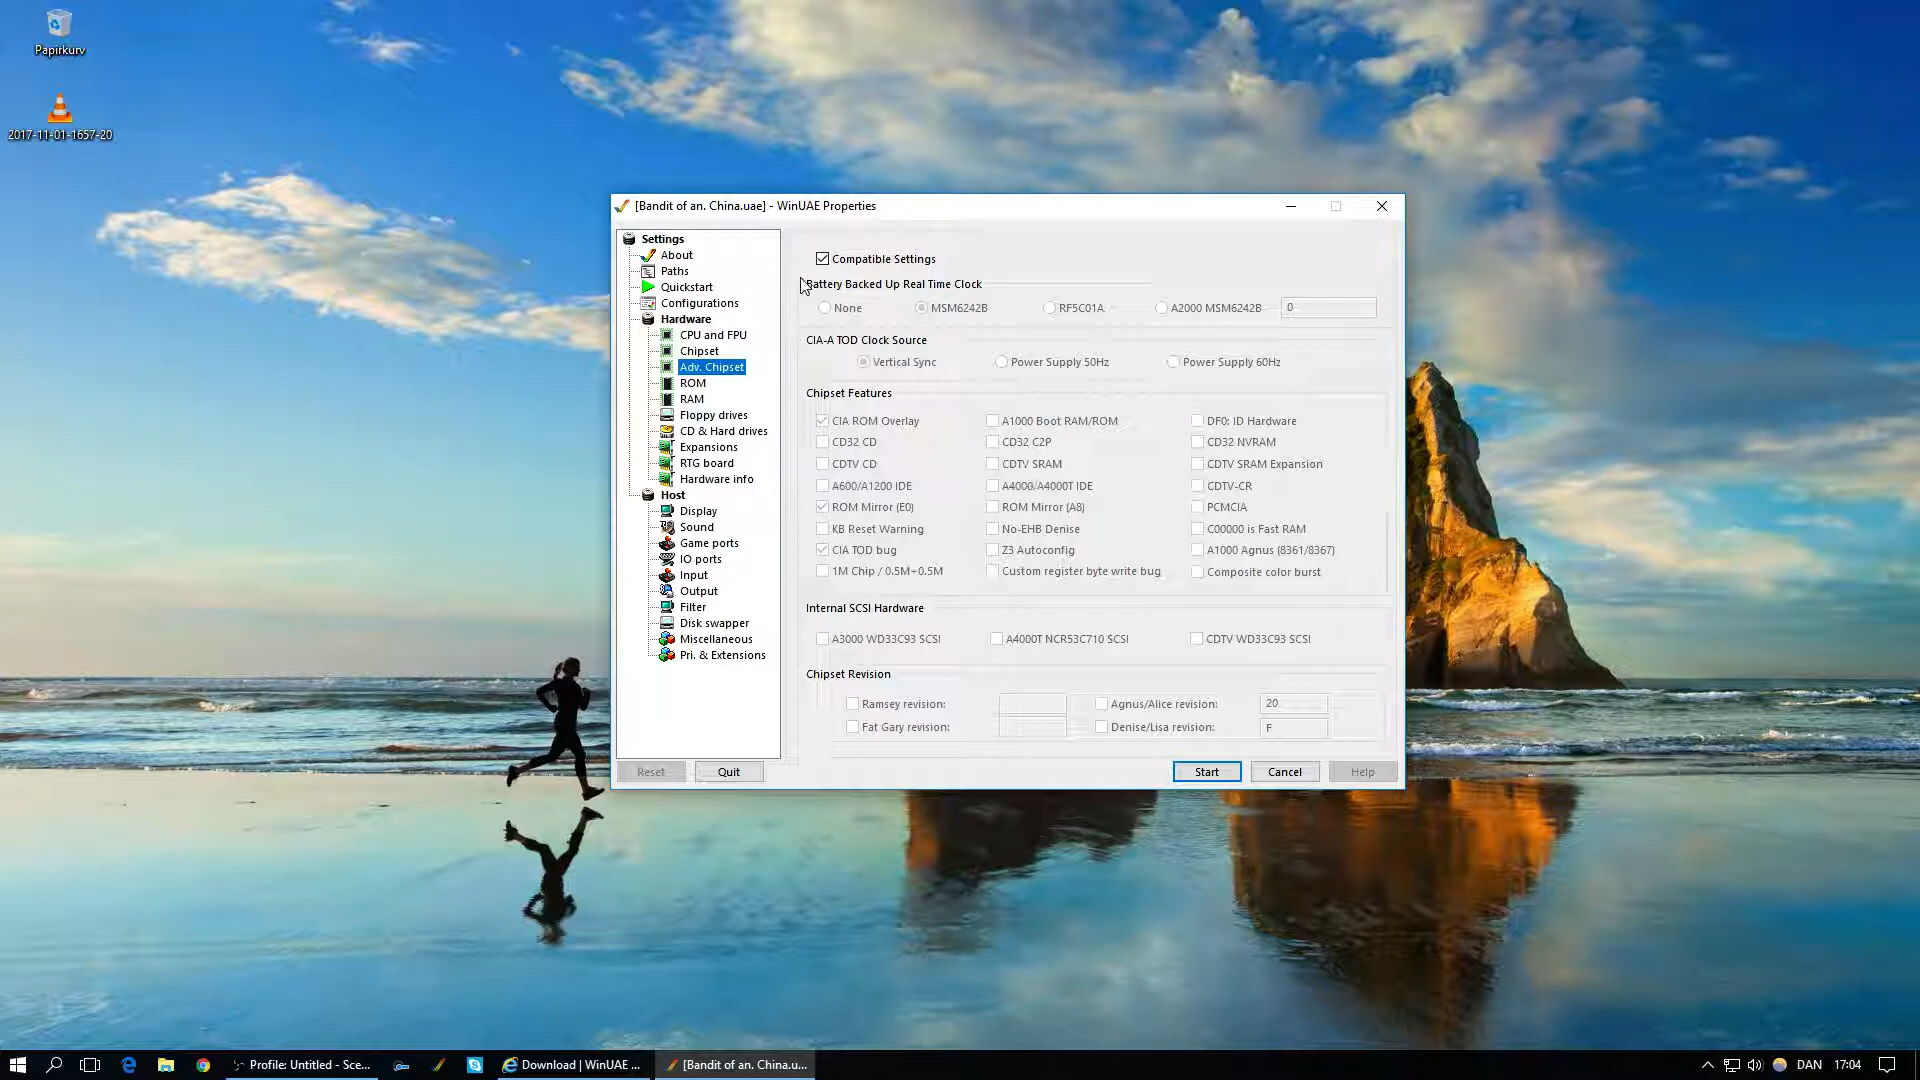 Papirkurv
2017-11-01-1657-20
[Bandit of an. China.uae] - WinUAE Properties
Settings
About
Paths
Quickstart
Configurations
Hardware
CPU and FPU
Chipset
Adv. Chipset
ROM
RAM
Floppy drives
CD & Hard drives
Expansions
RTG board
Hardware info
Host
Display
Sound
Game ports
IO ports
Input
Output
Filter
Disk swapper
Miscellaneous
Pri. & Extensions
Compatible Settings
Battery Backed Up Real Time Clock
None MSM6242B RF5C01A A2000 MSM6242B 0
CIA-A TOD Clock Source
Vertical Sync Power Supply 50Hz Power Supply 60Hz
Chipset Features
CIA ROM Overlay A1000 Boot RAM/ROM DF0: ID Hardware
CD32 CD CD32 C2P CD32 NVRAM
CDTV CD CDTV SRAM CDTV SRAM Expansion
A600/A1200 IDE A4000/A4000T IDE CDTV-CR
ROM Mirror (E0) ROM Mirror (A8) PCMCIA
KB Reset Warning No-EHB Denise C00000 is Fast RAM
CIA TOD bug Z3 Autoconfig A1000 Agnus (8361/8367)
1M Chip / 0.5M+0.5M Custom register byte write bug Composite color burst
Internal SCSI Hardware
A3000 WD33C93 SCSI A4000T NCR53C710 SCSI CDTV WD33C93 SCSI
Chipset Revision
Ramsey revision: Agnus/Alice revision: 20
Fat Gary revision: Denise/Lisa revision: F
Reset Quit Start Cancel Help
Profile: Untitled - Sce... Download | WinUAE ... [Bandit of an. China.u... DAN 17:04